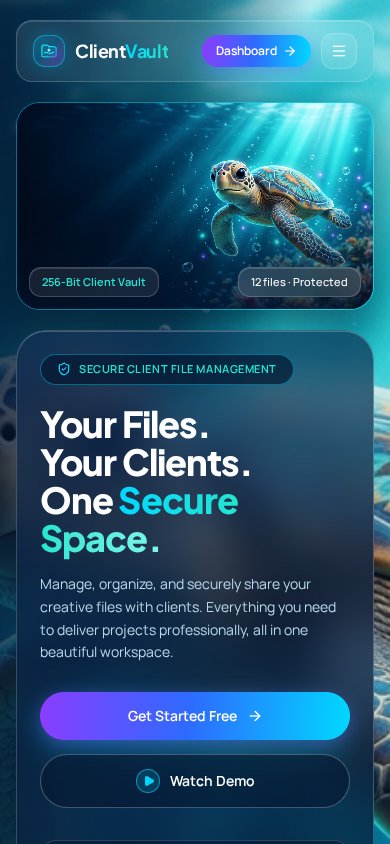 ClientVault
Dashboard
256-Bit Client Vault
12 files · Protected
SECURE CLIENT FILE MANAGEMENT
Your Files.
Your Clients.
One Secure
Space.
Manage, organize, and securely share your
creative files with clients. Everything you need
to deliver projects professionally, all in one
beautiful workspace.
Get Started Free
Watch Demo